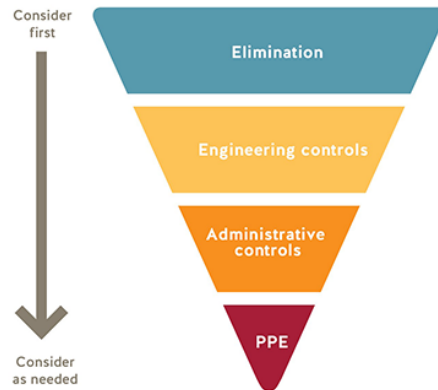 Consider
first
Elimination
Engineering controls
Administrative
controls
PPE
Consider
as needed